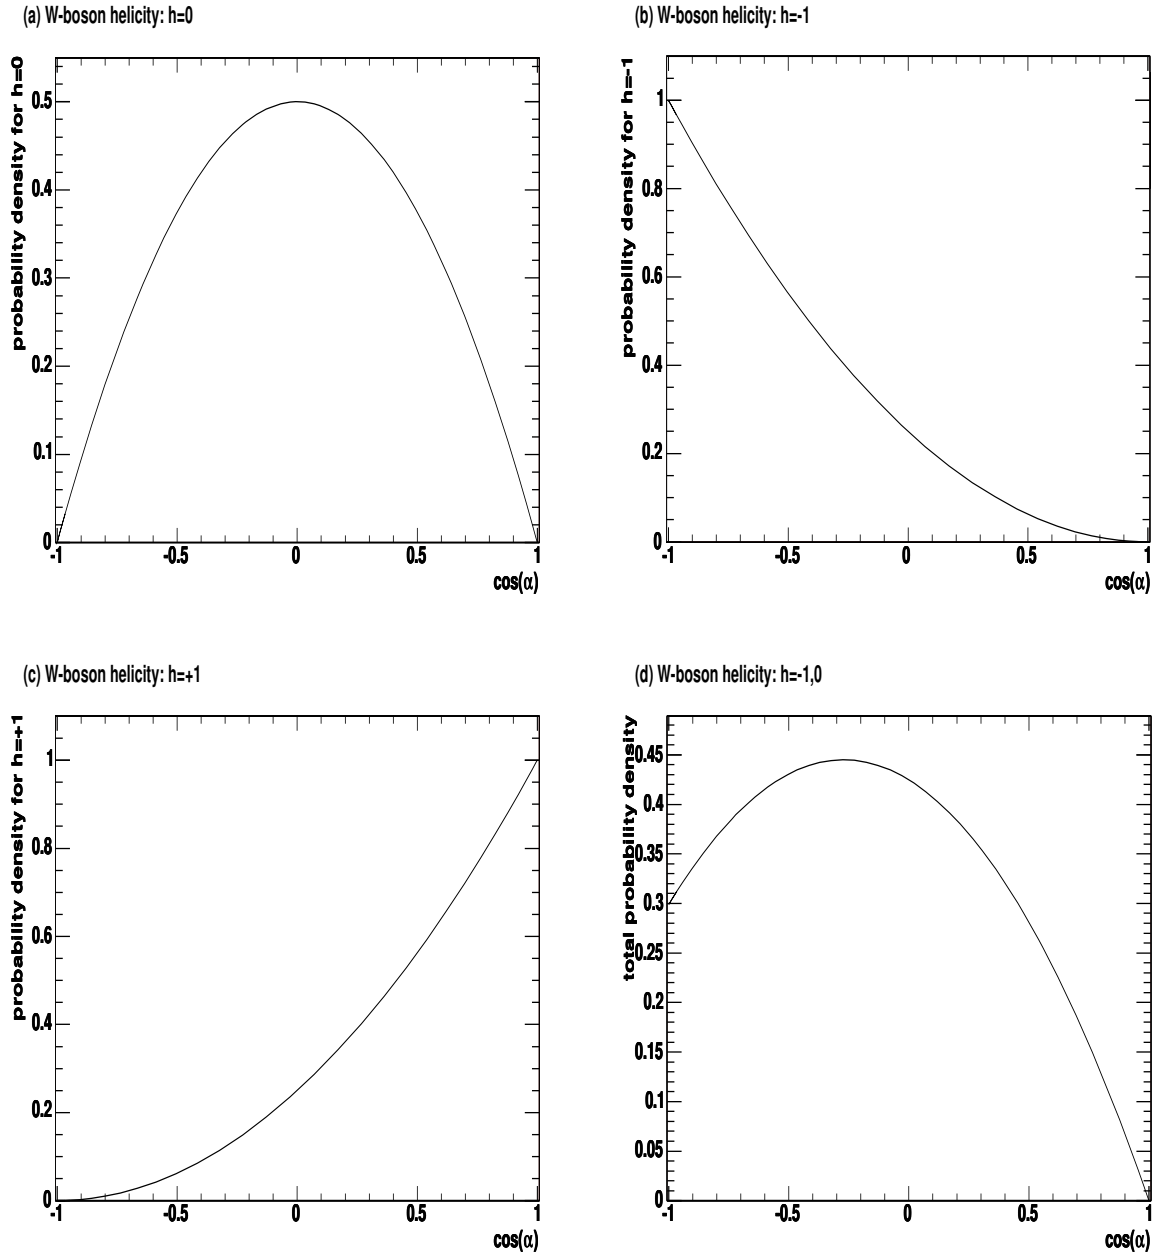 (a) W-boson helicity: h=0
probability density for h=0
0.5
0.4
0.3
0.2
0.1
0
-1 -0.5 0 0.5 1
cos(α)
(b) W-boson helicity: h=-1
probability density for h=-1
1
0.8
0.6
0.4
0.2
0
-1 -0.5 0 0.5 1
cos(α)
(c) W-boson helicity: h=+1
probability density for h=+1
1
0.8
0.6
0.4
0.2
0
-1 -0.5 0 0.5 1
cos(α)
(d) W-boson helicity: h=-1,0
total probability density
0.45
0.4
0.35
0.3
0.25
0.2
0.15
0.1
0.05
0
-1 -0.5 0 0.5 1
cos(α)